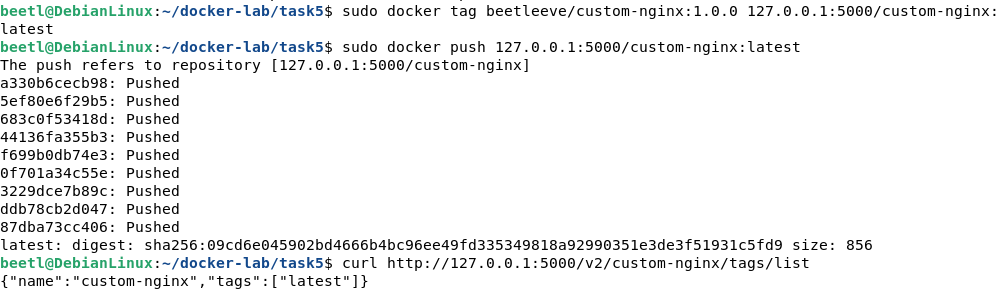 beetl@DebianLinux:~/docker-lab/task5$ sudo docker tag beetleeve/custom-nginx:1.0.0 127.0.0.1:5000/custom-nginx:
latest
beetl@DebianLinux:~/docker-lab/task5$ sudo docker push 127.0.0.1:5000/custom-nginx:latest
The push refers to repository [127.0.0.1:5000/custom-nginx]
a330b6cecb98: Pushed
5ef80e6f29b5: Pushed
683c0f53418d: Pushed
44136fa355b3: Pushed
f699b0db74e3: Pushed
0f701a34c55e: Pushed
3229dce7b89c: Pushed
ddb78cb2d047: Pushed
87dba73cc406: Pushed
latest: digest: sha256:09cd6e045902bd4666b4bc96ee49fd335349818a92990351e3de3f51931c5fd9 size: 856
beetl@DebianLinux:~/docker-lab/task5$ curl http://127.0.0.1:5000/v2/custom-nginx/tags/list
{"name":"custom-nginx","tags":["latest"]}